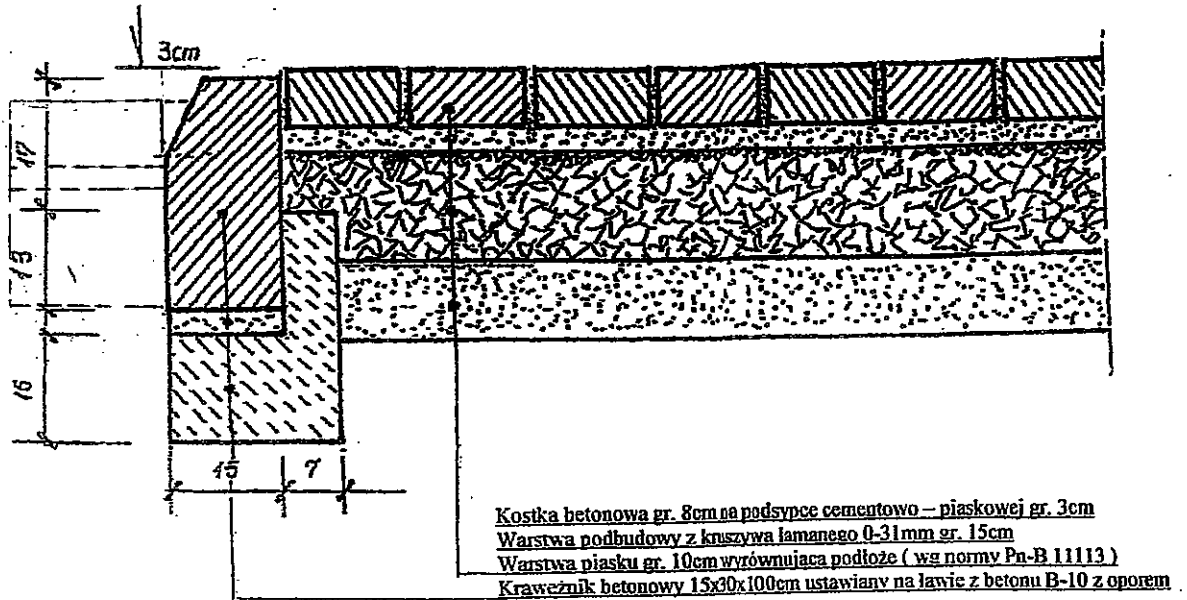 3cm
17
13
16
15 7
Kostka betonowa gr. 8cm na podsypce cementowo – piaskowej gr. 3cm
Warstwa podbudowy z kruszywa łamanego 0-31mm gr. 15cm
Warstwa piasku gr. 10cm wyrównująca podłoże ( wg normy Pn-B 11113 )
Krawężnik betonowy 15x30x100cm ustawiany na ławie z betonu B-10 z oporem